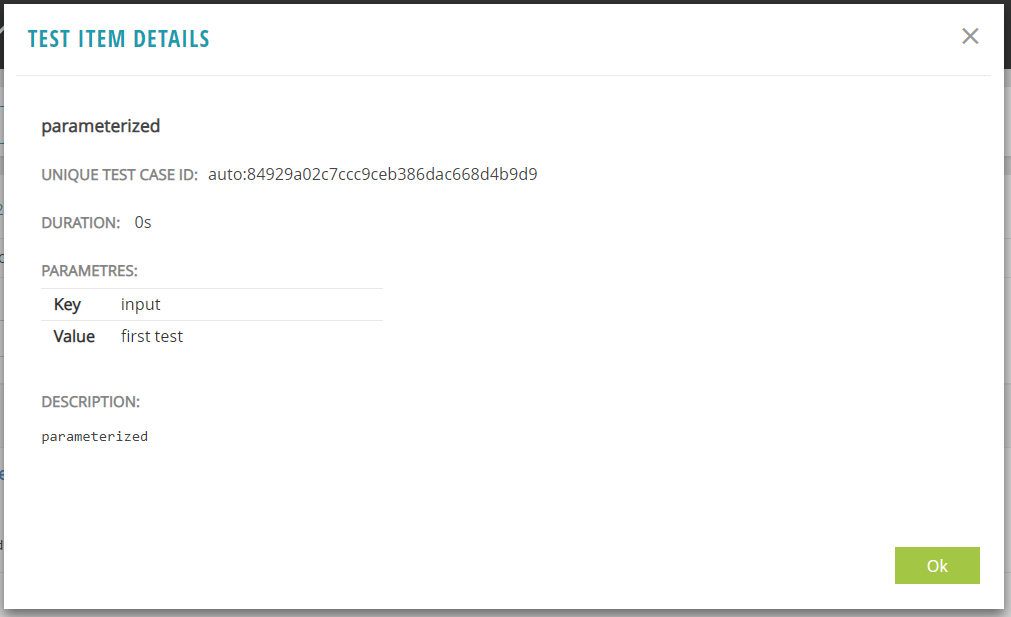 TEST ITEM DETAILS
parameterized
UNIQUE TEST CASE ID: auto:84929a02c7ccc9ceb386dac668d4b9d9
DURATION: 0s
PARAMETRES:
Key input
Value first test
DESCRIPTION:
parameterized
Ok